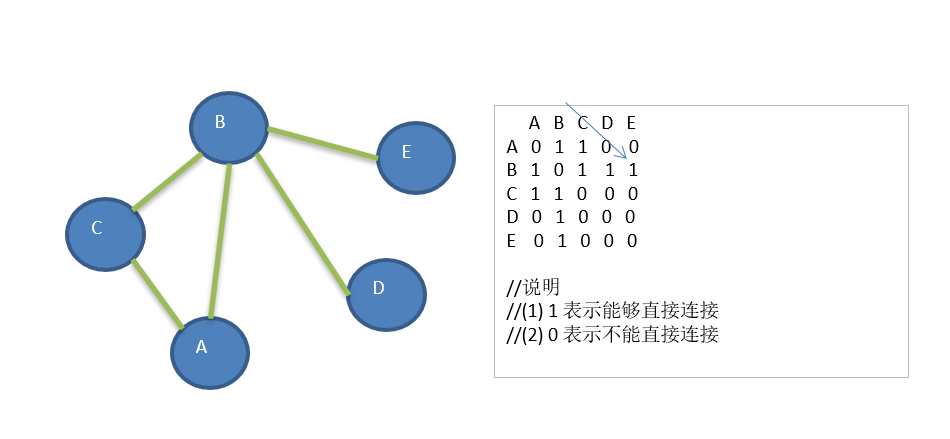 B
E
C
D
A
A B C D E
A 0 1 1 0 0
B 1 0 1 1 1
C 1 1 0 0 0
D 0 1 0 0 0
E 0 1 0 0 0
//说明
//(1) 1 表示能够直接连接
//(2) 0 表示不能直接连接